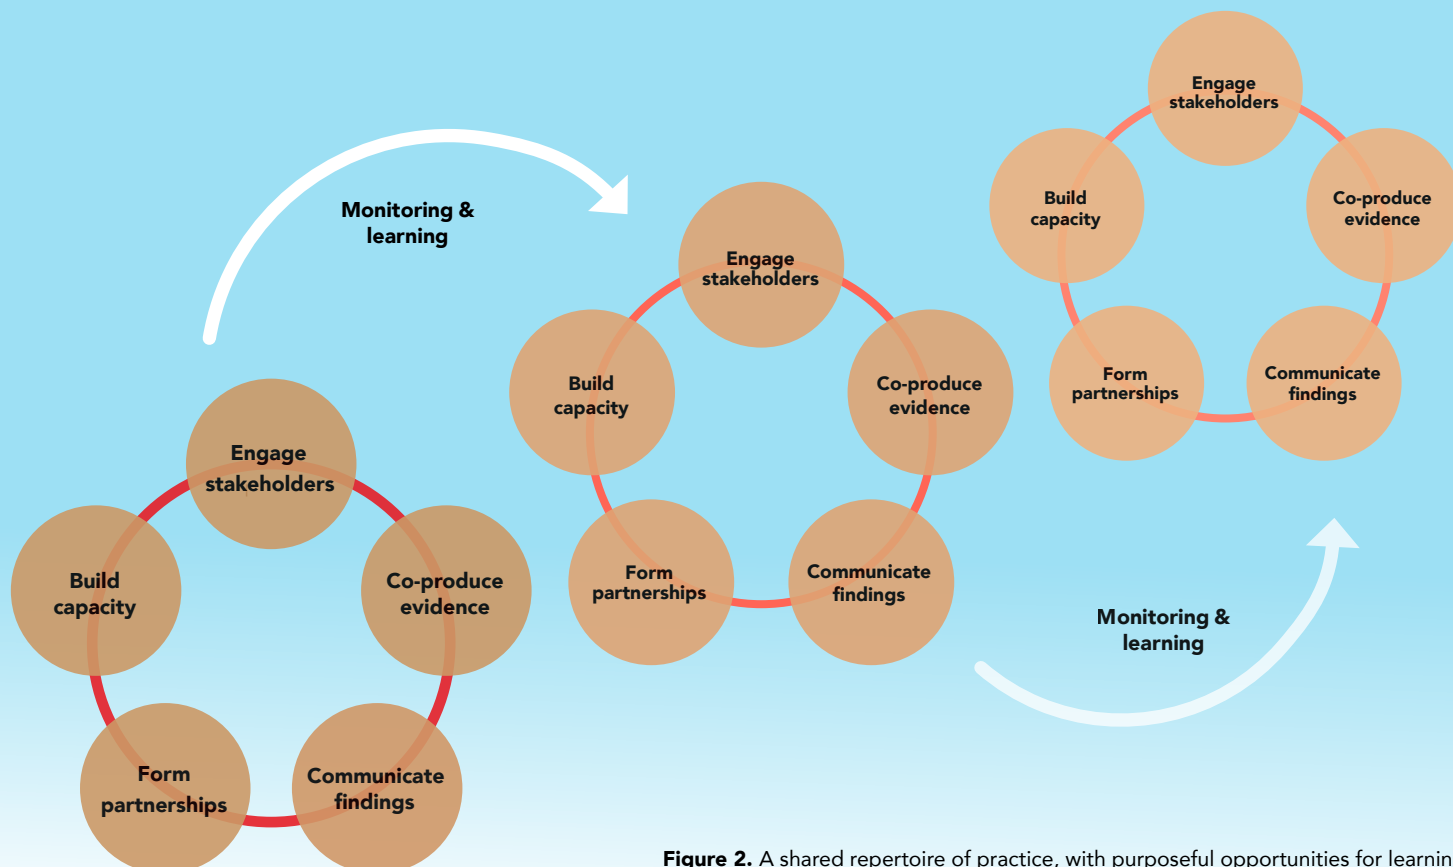 Engage
stakeholders
Build
capacity
Co-produce
evidence
Form
partnerships
Communicate
findings
Monitoring &
learning
Engage
stakeholders
Build
capacity
Co-produce
evidence
Form
partnerships
Communicate
findings
Monitoring &
learning
Engage
stakeholders
Build
capacity
Co-produce
evidence
Form
partnerships
Communicate
findings
Figure 2. A shared repertoire of practice, with purposeful opportunities for learnin